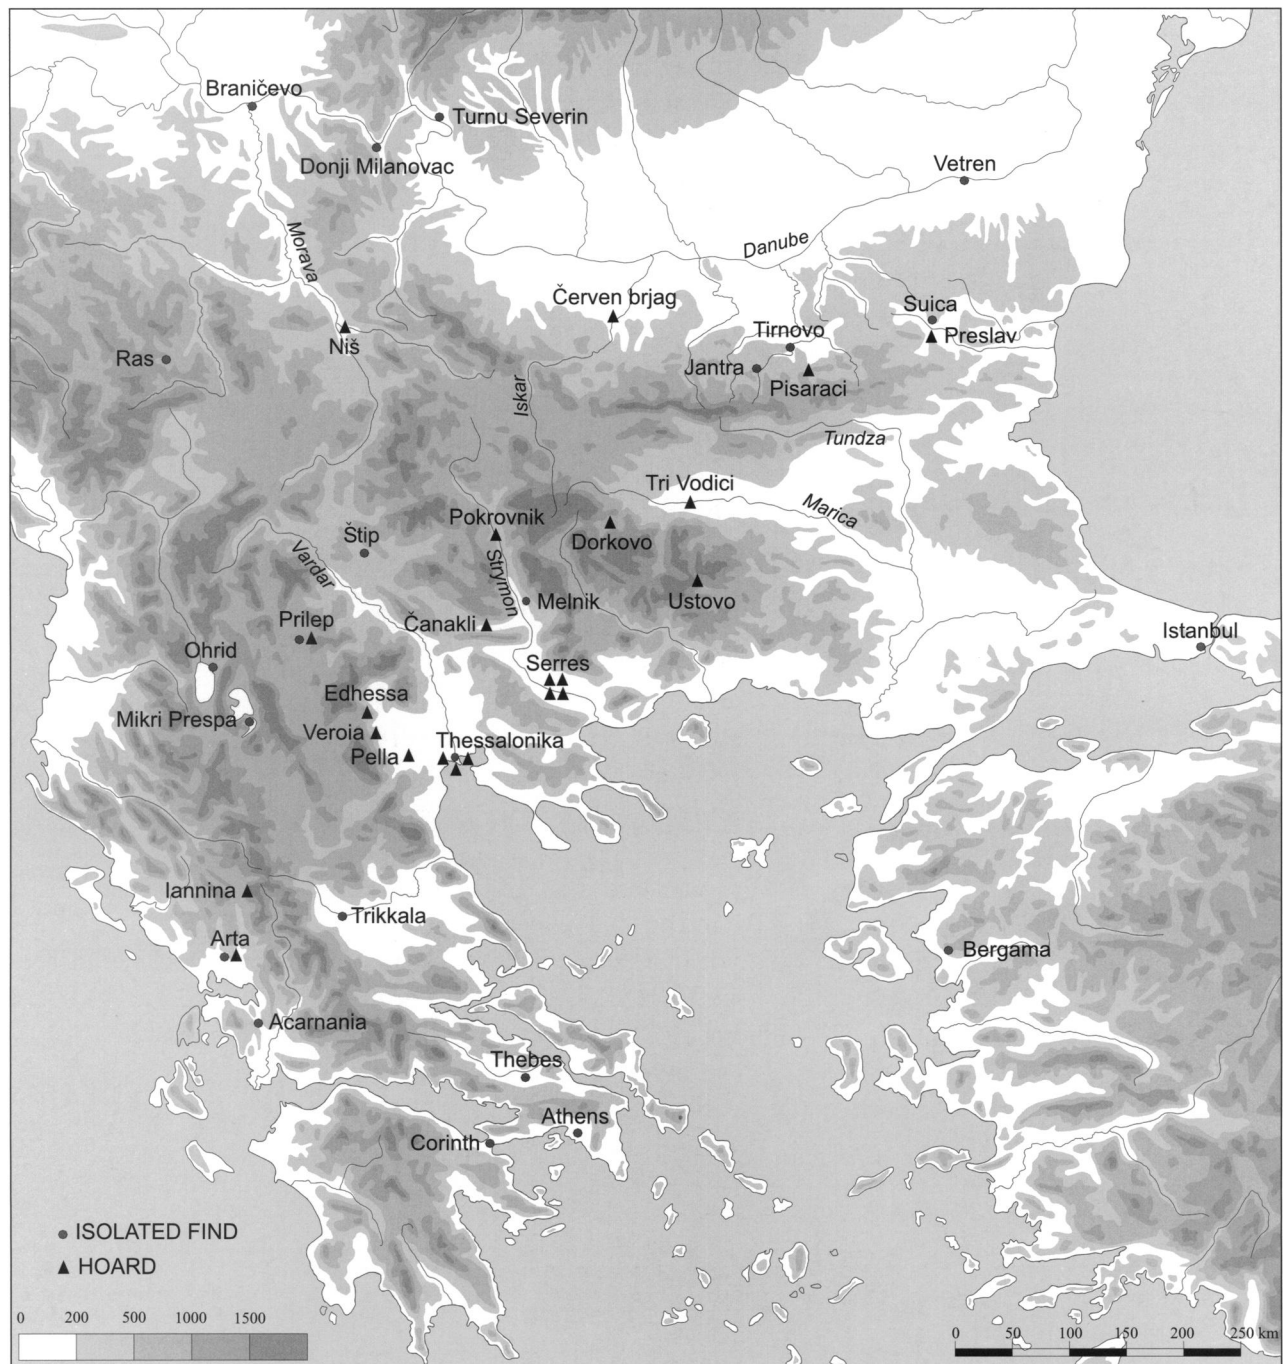 Braničevo
Turnu Severin
Donji Milanovac
Vetren
Morava
Danube
Červen brjag
Suica
Tirnovo
Preslav
Niš
Ras
Jantra
Pisaraci
Iskar
Tundza
Tri Vodici
Marica
Pokrovnik
Štip
Dorkovo
Vardar
Strymon
Melnik
Ustovo
Prilep
Čanakli
Istanbul
Ohrid
Serres
Edhessa
Mikri Prespa
Veroia
Thessalonika
Pella
Iannina
Trikkala
Arta
Bergama
Acarnania
Thebes
Athens
Corinth
ISOLATED FIND
HOARD
0 200 500 1000 1500
0 50 100 150 200 250 km